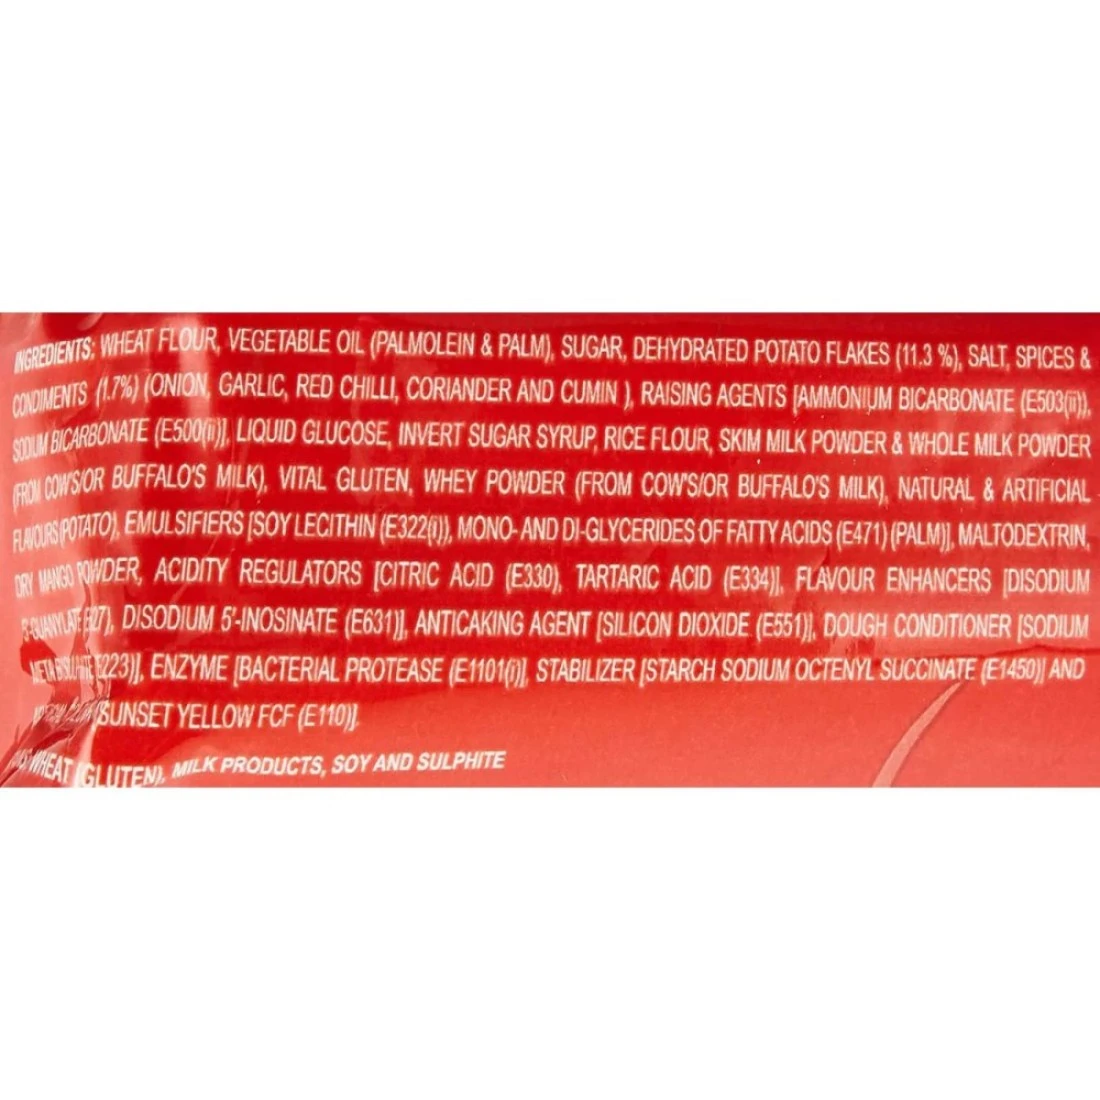 INGREDIENTS: WHEAT FLOUR, VEGETABLE OIL (PALMOLEIN & PALM), SUGAR, DEHYDRATED POTATO FLAKES (11.3 %), SALT, SPICES &
CONDIMENTS (1.7%) (ONION, GARLIC, RED CHILLI, CORIANDER AND CUMIN ), RAISING AGENTS [AMMONIUM BICARBONATE (E503(ii)),
SODIUM BICARBONATE (E500(ii)], LIQUID GLUCOSE, INVERT SUGAR SYRUP, RICE FLOUR, SKIM MILK POWDER & WHOLE MILK POWDER
(FROM COW'S/OR BUFFALO'S MILK), VITAL GLUTEN, WHEY POWDER (FROM COW'S/OR BUFFALO'S MILK), NATURAL & ARTIFICIAL
FLAVOURS(POTATO), EMULSIFIERS [SOY LECITHIN (E322(i)), MONO- AND DI-GLYCERIDES OF FATTY ACIDS (E471) (PALM)], MALTODEXTRIN,
DRY MANGO POWDER, ACIDITY REGULATORS [CITRIC ACID (E330), TARTARIC ACID (E334)], FLAVOUR ENHANCERS [DISODIUM
DISODIUM 5'-INOSINATE (E631)], ANTICAKING AGENT [SILICON DIOXIDE (E551)], DOUGH CONDITIONER [SODIUM
E223)], ENZYME [BACTERIAL PROTEASE (E1101(i)], STABILIZER [STARCH SODIUM OCTENYL SUCCINATE (E1450)] AND
(SUNSET YELLOW FCF (E110)].
WHEAT (GLUTEN), MILK PRODUCTS, SOY AND SULPHITE